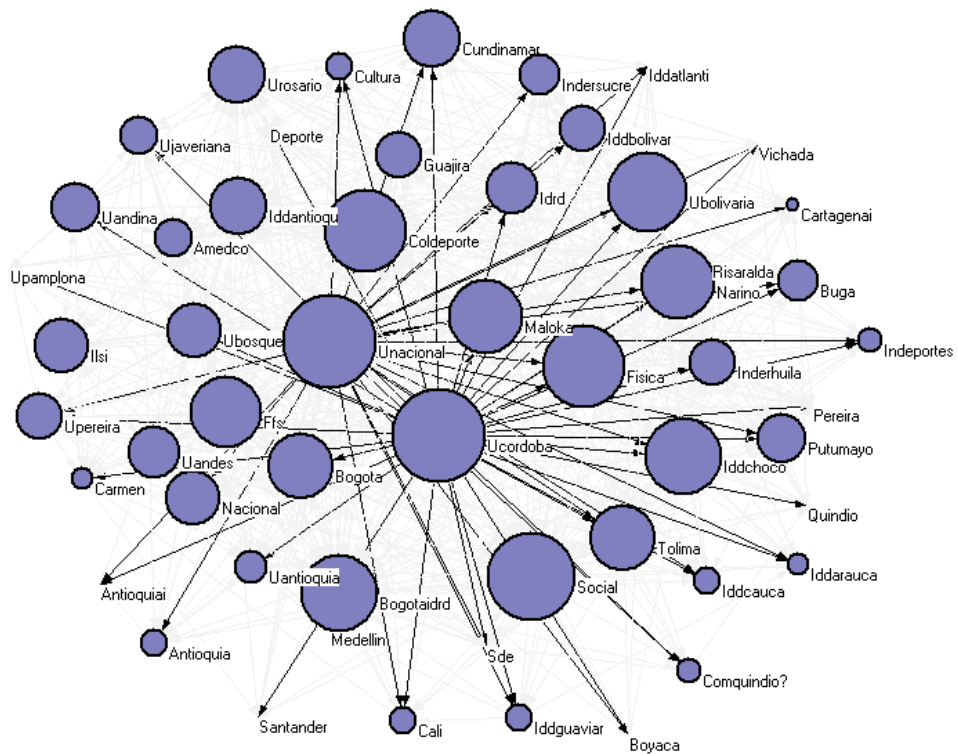 Cundinamar
Urosario
Cultura
Indersucre
Iddatlanti
Deporte
Iddbolivar
Ujaveriana
Guajira
Vichada
Idrd
Ubolivaria
Cartagenai
Uandina
Iddantioqu
Amedco
Coldeporte
Upamplona
Risaralda
Narino
Buga
Ubosque
Maloka
Unacional
Indeportes
Ilsi
Fisica
Inderhuila
Upereira
Ffs
Pereira
Ucordoba
Putumayo
Uandes
Bogota
Iddchoco
Carmen
Nacional
Quindio
Tolima
Uantioquia
Social
Iddcauca
Iddarauca
Antioquiai
Bogotaidrd
Medellin
Antioquia
Sde
Comquindio?
Santander
Cali
Iddguaviar
Boyaca